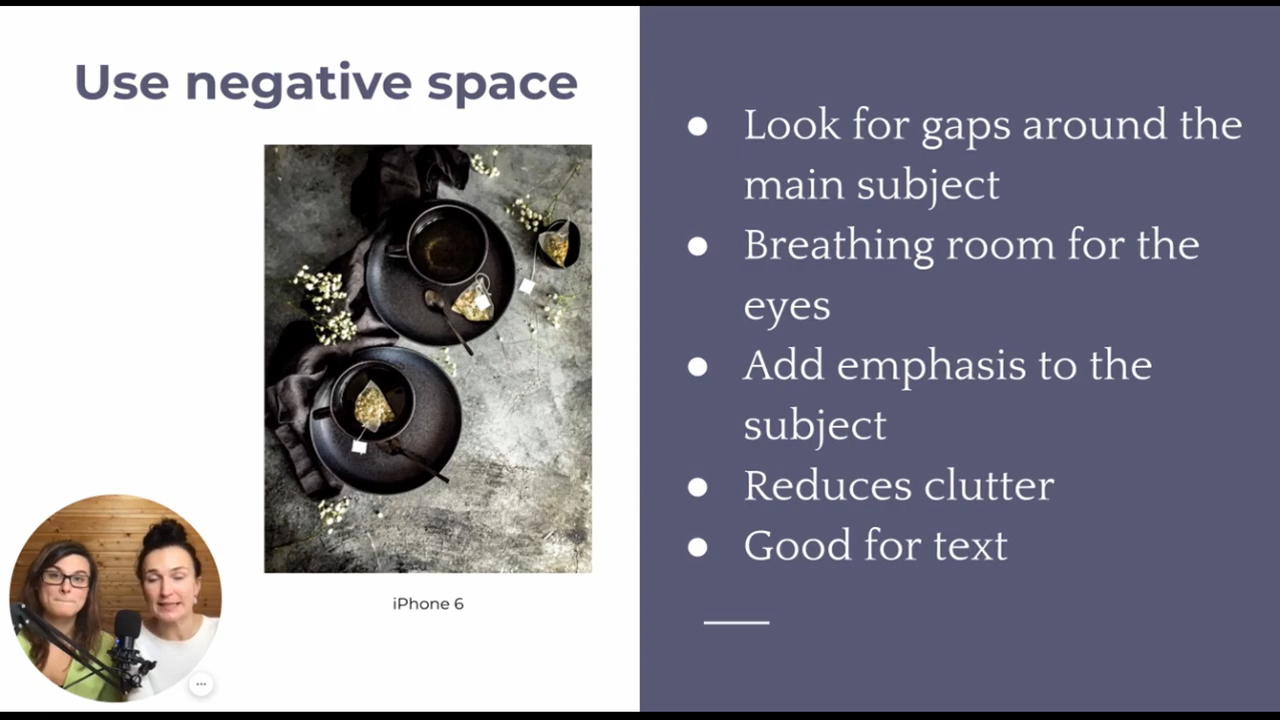 Use negative space
iPhone 6
● Look for gaps around the
main subject
● Breathing room for the
eyes
● Add emphasis to the
subject
● Reduces clutter
● Good for text